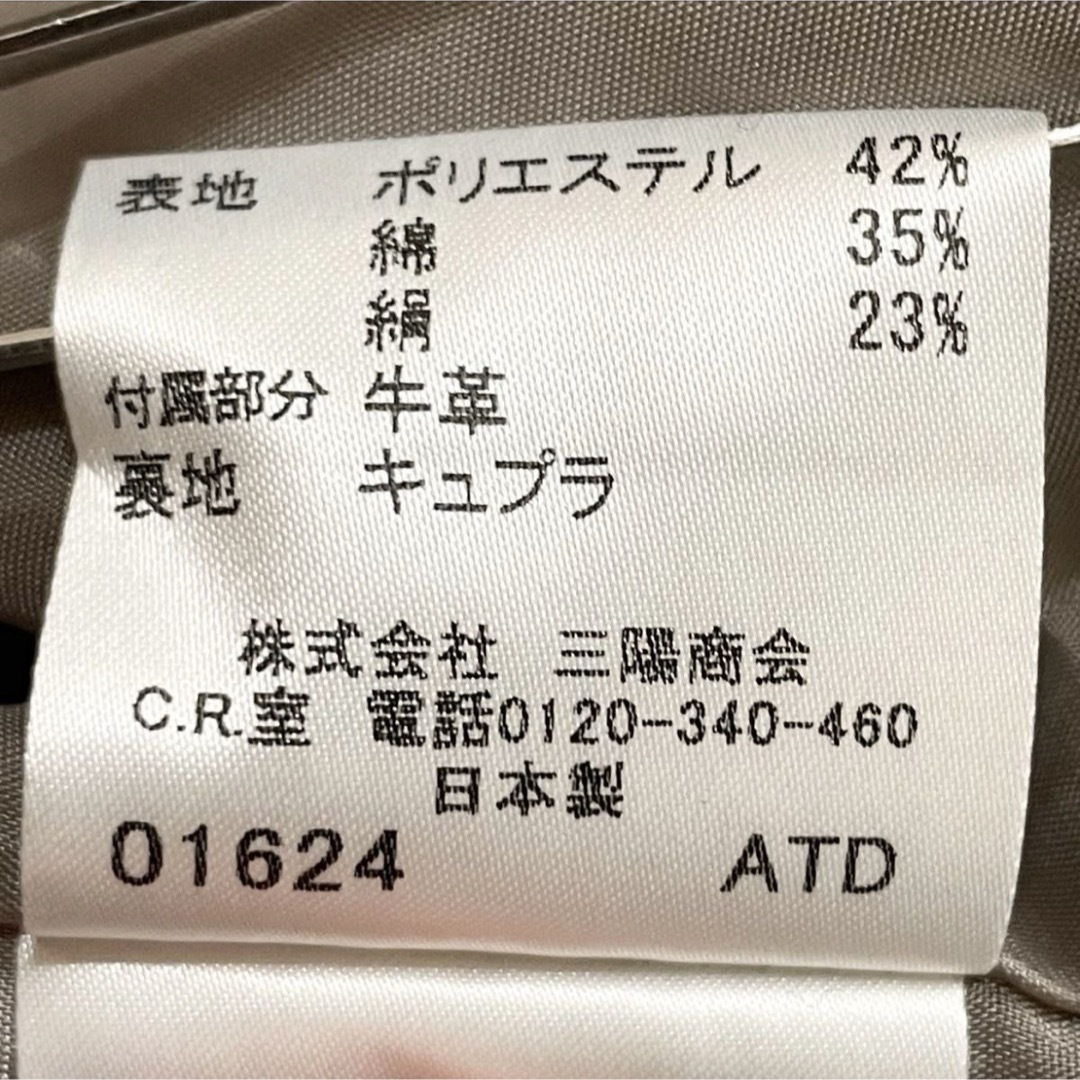 表地 ポリエステル 42%
綿 35%
絹 23%
付属部分 牛革
裏地 キュプラ
株式会社 三陽商会
C.R.室 電話0120-340-460
日本製
01624 ATD